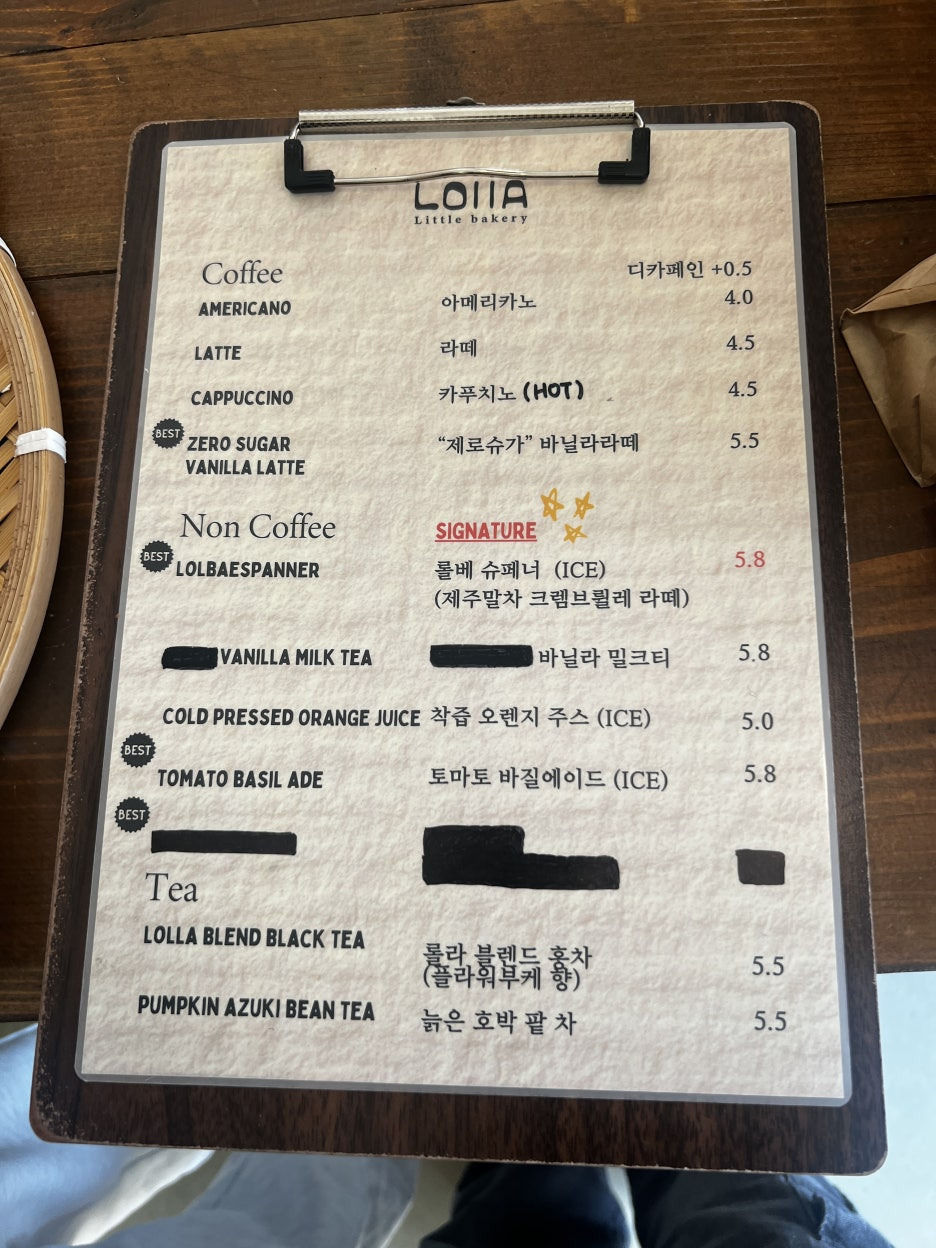 LOllA
Little bakery
Coffee 디카페인 +0.5
AMERICANO 아메리카노 4.0
LATTE 라떼 4.5
CAPPUCCINO 카푸치노 (HOT) 4.5
BEST
ZERO SUGAR "제로슈가" 바닐라라떼 5.5
VANILLA LATTE
Non Coffee SIGNATURE
BEST
LOLBAESPANNER 롤베 슈페너 (ICE) 5.8
(제주말차 크렘브륄레 라떼)
VANILLA MILK TEA 바닐라 밀크티 5.8
COLD PRESSED ORANGE JUICE 착즙 오렌지 주스 (ICE) 5.0
BEST
TOMATO BASIL ADE 토마토 바질에이드 (ICE) 5.8
BEST
Tea
LOLLA BLEND BLACK TEA 롤라 블렌드 홍차 5.5
(플라워부케 향)
PUMPKIN AZUKI BEAN TEA 늙은 호박 팥 차 5.5